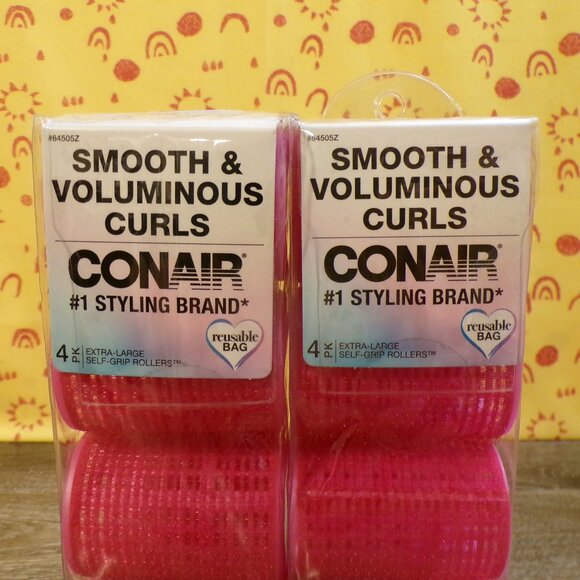 #64505Z
SMOOTH &
VOLUMINOUS
CURLS
CONAIR®
#1 STYLING BRAND*
reusable
BAG
4 PK
EXTRA-LARGE
SELF-GRIP ROLLERS™
#64505Z
SMOOTH &
VOLUMINOUS
CURLS
CONAIR®
#1 STYLING BRAND*
reusable
BAG
4 PK
EXTRA-LARGE
SELF-GRIP ROLLERS™